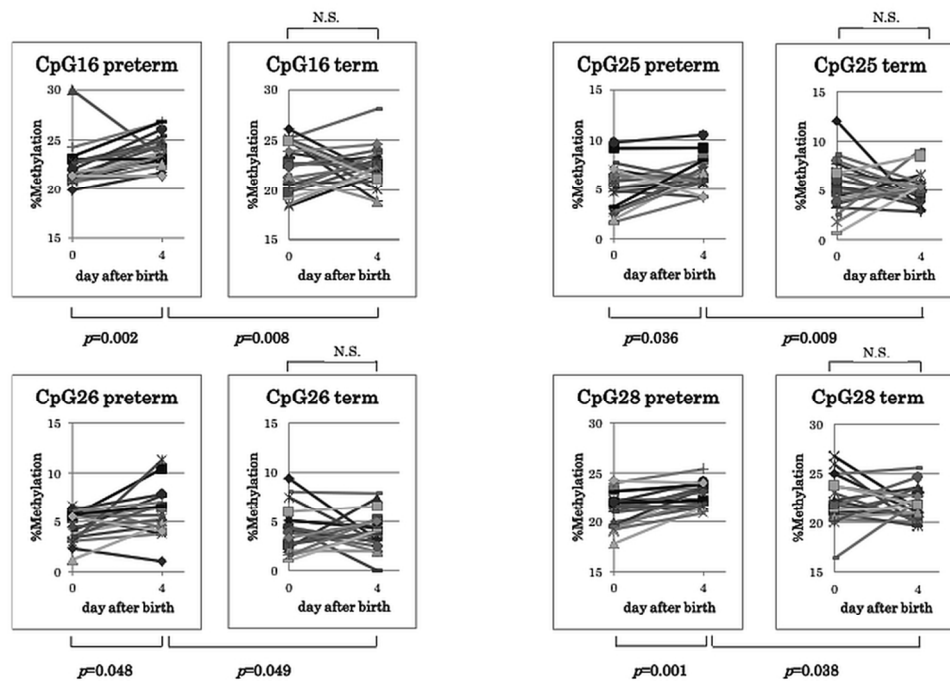 N.S.
N.S.
CpG16 preterm
CpG16 term
CpG25 preterm
CpG25 term
30
30
15
15
25
25
10
10
20
20
5
5
15
15
0
0
%Methylation
%Methylation
%Methylation
%Methylation
0 4
0 4
0 4
0 4
day after birth
day after birth
day after birth
day after birth
p=0.002
p=0.008
p=0.036
p=0.009
N.S.
N.S.
CpG26 preterm
CpG26 term
CpG28 preterm
CpG28 term
15
15
30
30
10
10
25
25
5
5
20
20
0
0
15
15
%Methylation
%Methylation
%Methylation
%Methylation
0 4
0 4
0 4
0 4
day after birth
day after birth
day after birth
day after birth
p=0.048
p=0.049
p=0.001
p=0.038